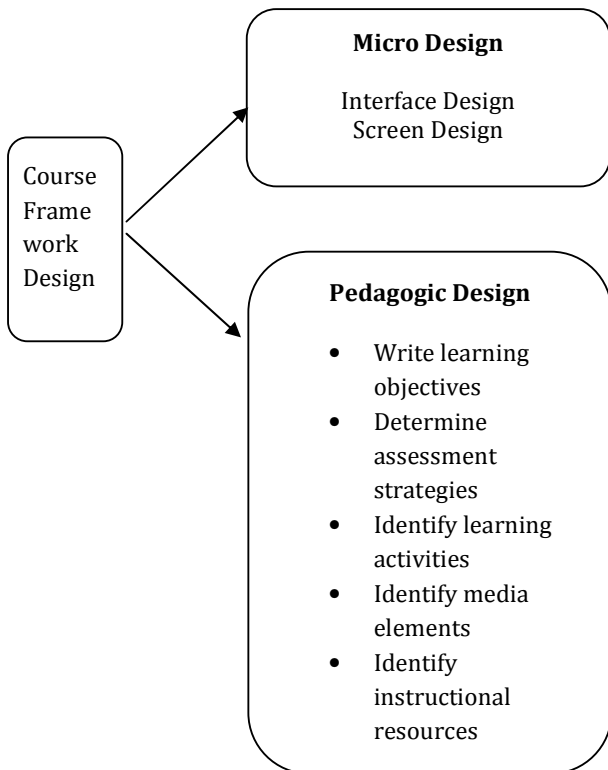 Micro Design
Interface Design
Screen Design
Course
Frame
work
Design
Pedagogic Design
• Write learning
objectives
• Determine
assessment
strategies
• Identify learning
activities
• Identify media
elements
• Identify
instructional
resources